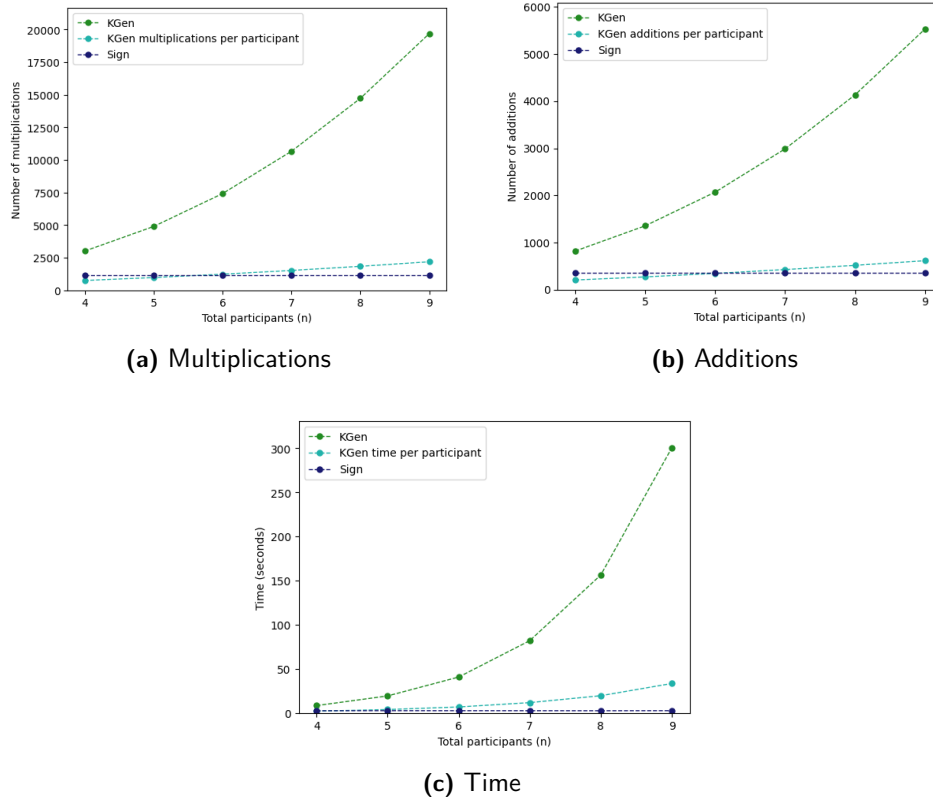 KGen
KGen multiplications per participant
Sign
Number of multiplications
20000
17500
15000
12500
10000
7500
5000
2500
0
4 5 6 7 8 9
Total participants (n)
(a) Multiplications
KGen
KGen additions per participant
Sign
Number of additions
6000
5000
4000
3000
2000
1000
0
4 5 6 7 8 9
Total participants (n)
(b) Additions
KGen
KGen time per participant
Sign
Time (seconds)
300
250
200
150
100
50
0
4 5 6 7 8 9
Total participants (n)
(c) Time